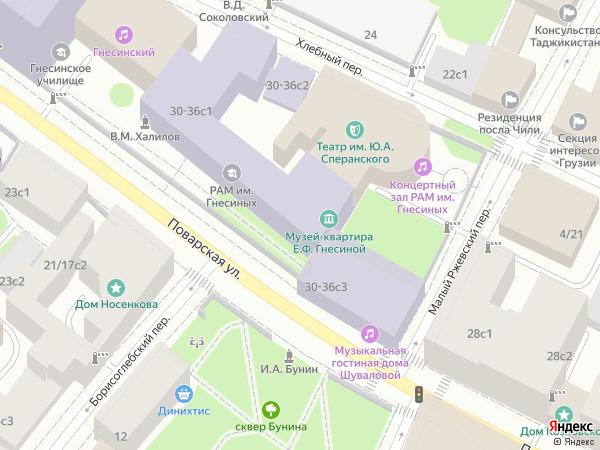 В.Д.
Соколовский
24
Консульство
Таджикистан
Гнесинский
Хлебный пер.
Гнесинское
училище
30-36с2
22с1
30-36с1
Резиденция
посла Чили
В.М. Халилов
Театр им. Ю.А.
Сперанского
Секция
интересо
Грузии
23с1
РАМ им.
Гнесиных
Концертный
зал РАМ им.
Гнесиных
Поварская ул.
Музей-квартира
Е.Ф. Гнесиной
Малый Ржевский пер.
4/21
21/17с2
23с2
30-36с3
Дом Носенкова
Борисоглебский пер.
28с1
Музыкальная
гостиная дома
Шуваловой
28с2
И.А. Бунин
Динихтис
с3
12
сквер Бунина
Яндекс